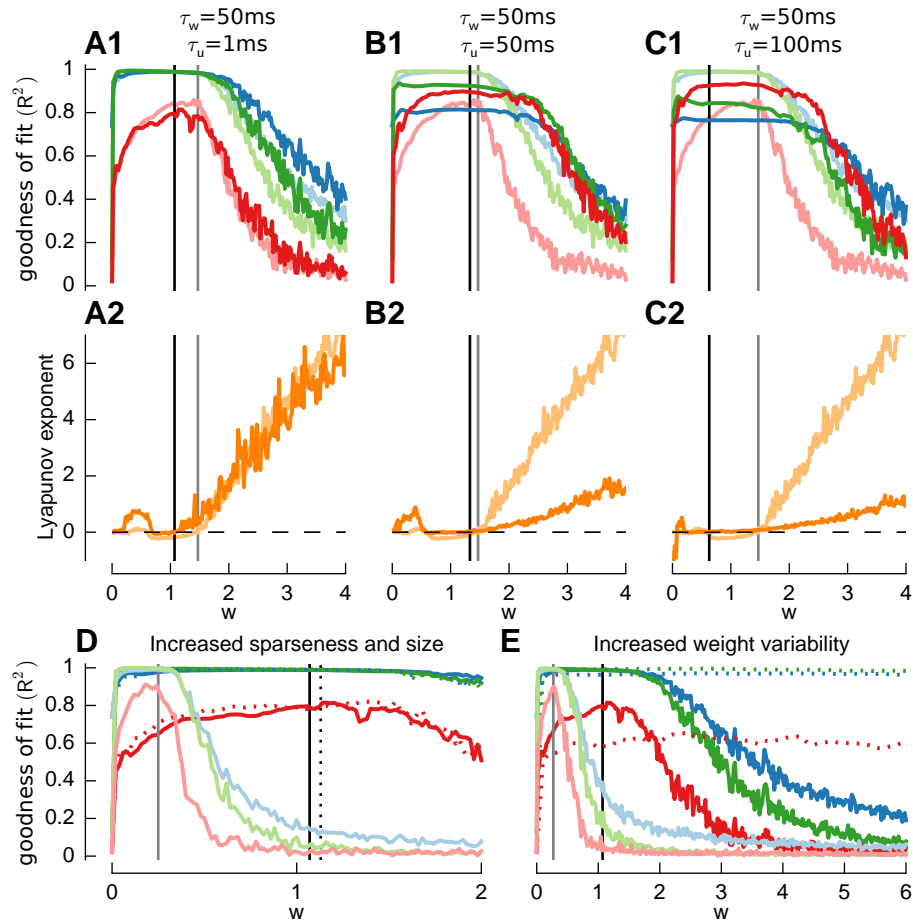 τw=50ms
τu=1ms
τw=50ms
τu=50ms
τw=50ms
τu=100ms
A1
B1
C1
goodness of fit (R²)
1
0.8
0.6
0.4
0.2
0
A2
B2
C2
Lyapunov exponent
6
4
2
0
0 1 2 3 4
w
0 1 2 3 4
w
0 1 2 3 4
w
D Increased sparseness and size
E Increased weight variability
goodness of fit (R²)
1
0.8
0.6
0.4
0.2
0
0 1 2
w
0 1 2 3 4 5 6
w